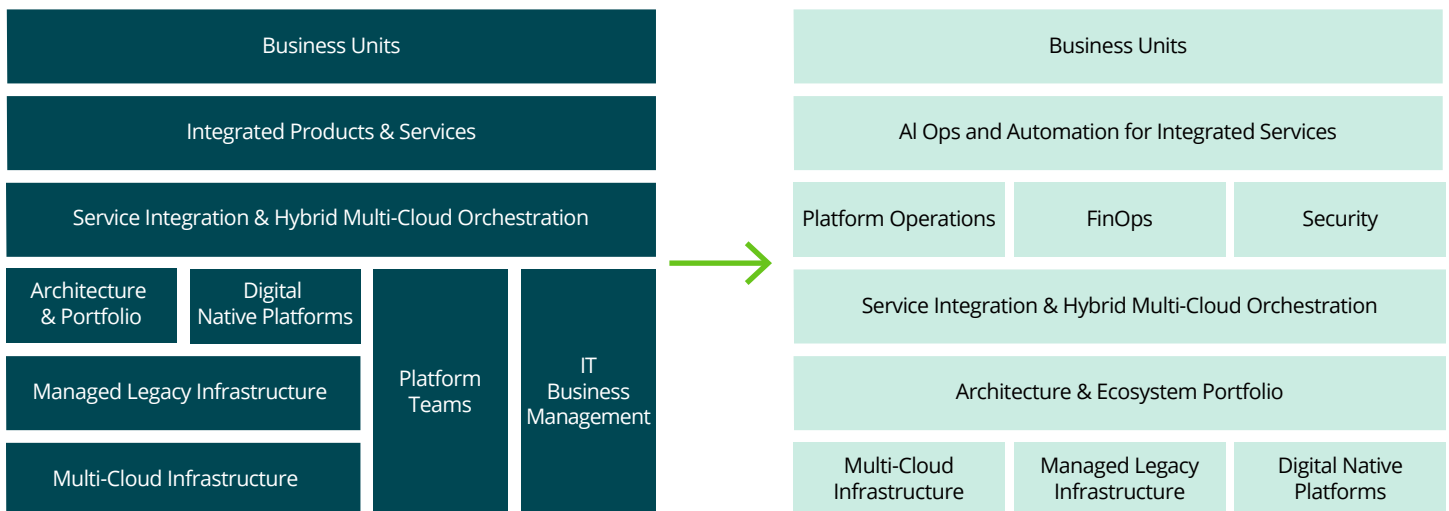 Business Units
Integrated Products & Services
Service Integration & Hybrid Multi-Cloud Orchestration
Architecture
& Portfolio
Digital
Native Platforms
Managed Legacy Infrastructure
Multi-Cloud Infrastructure
Platform
Teams
IT
Business
Management
Business Units
AI Ops and Automation for Integrated Services
Platform Operations
FinOps
Security
Service Integration & Hybrid Multi-Cloud Orchestration
Architecture & Ecosystem Portfolio
Multi-Cloud
Infrastructure
Managed Legacy
Infrastructure
Digital Native
Platforms